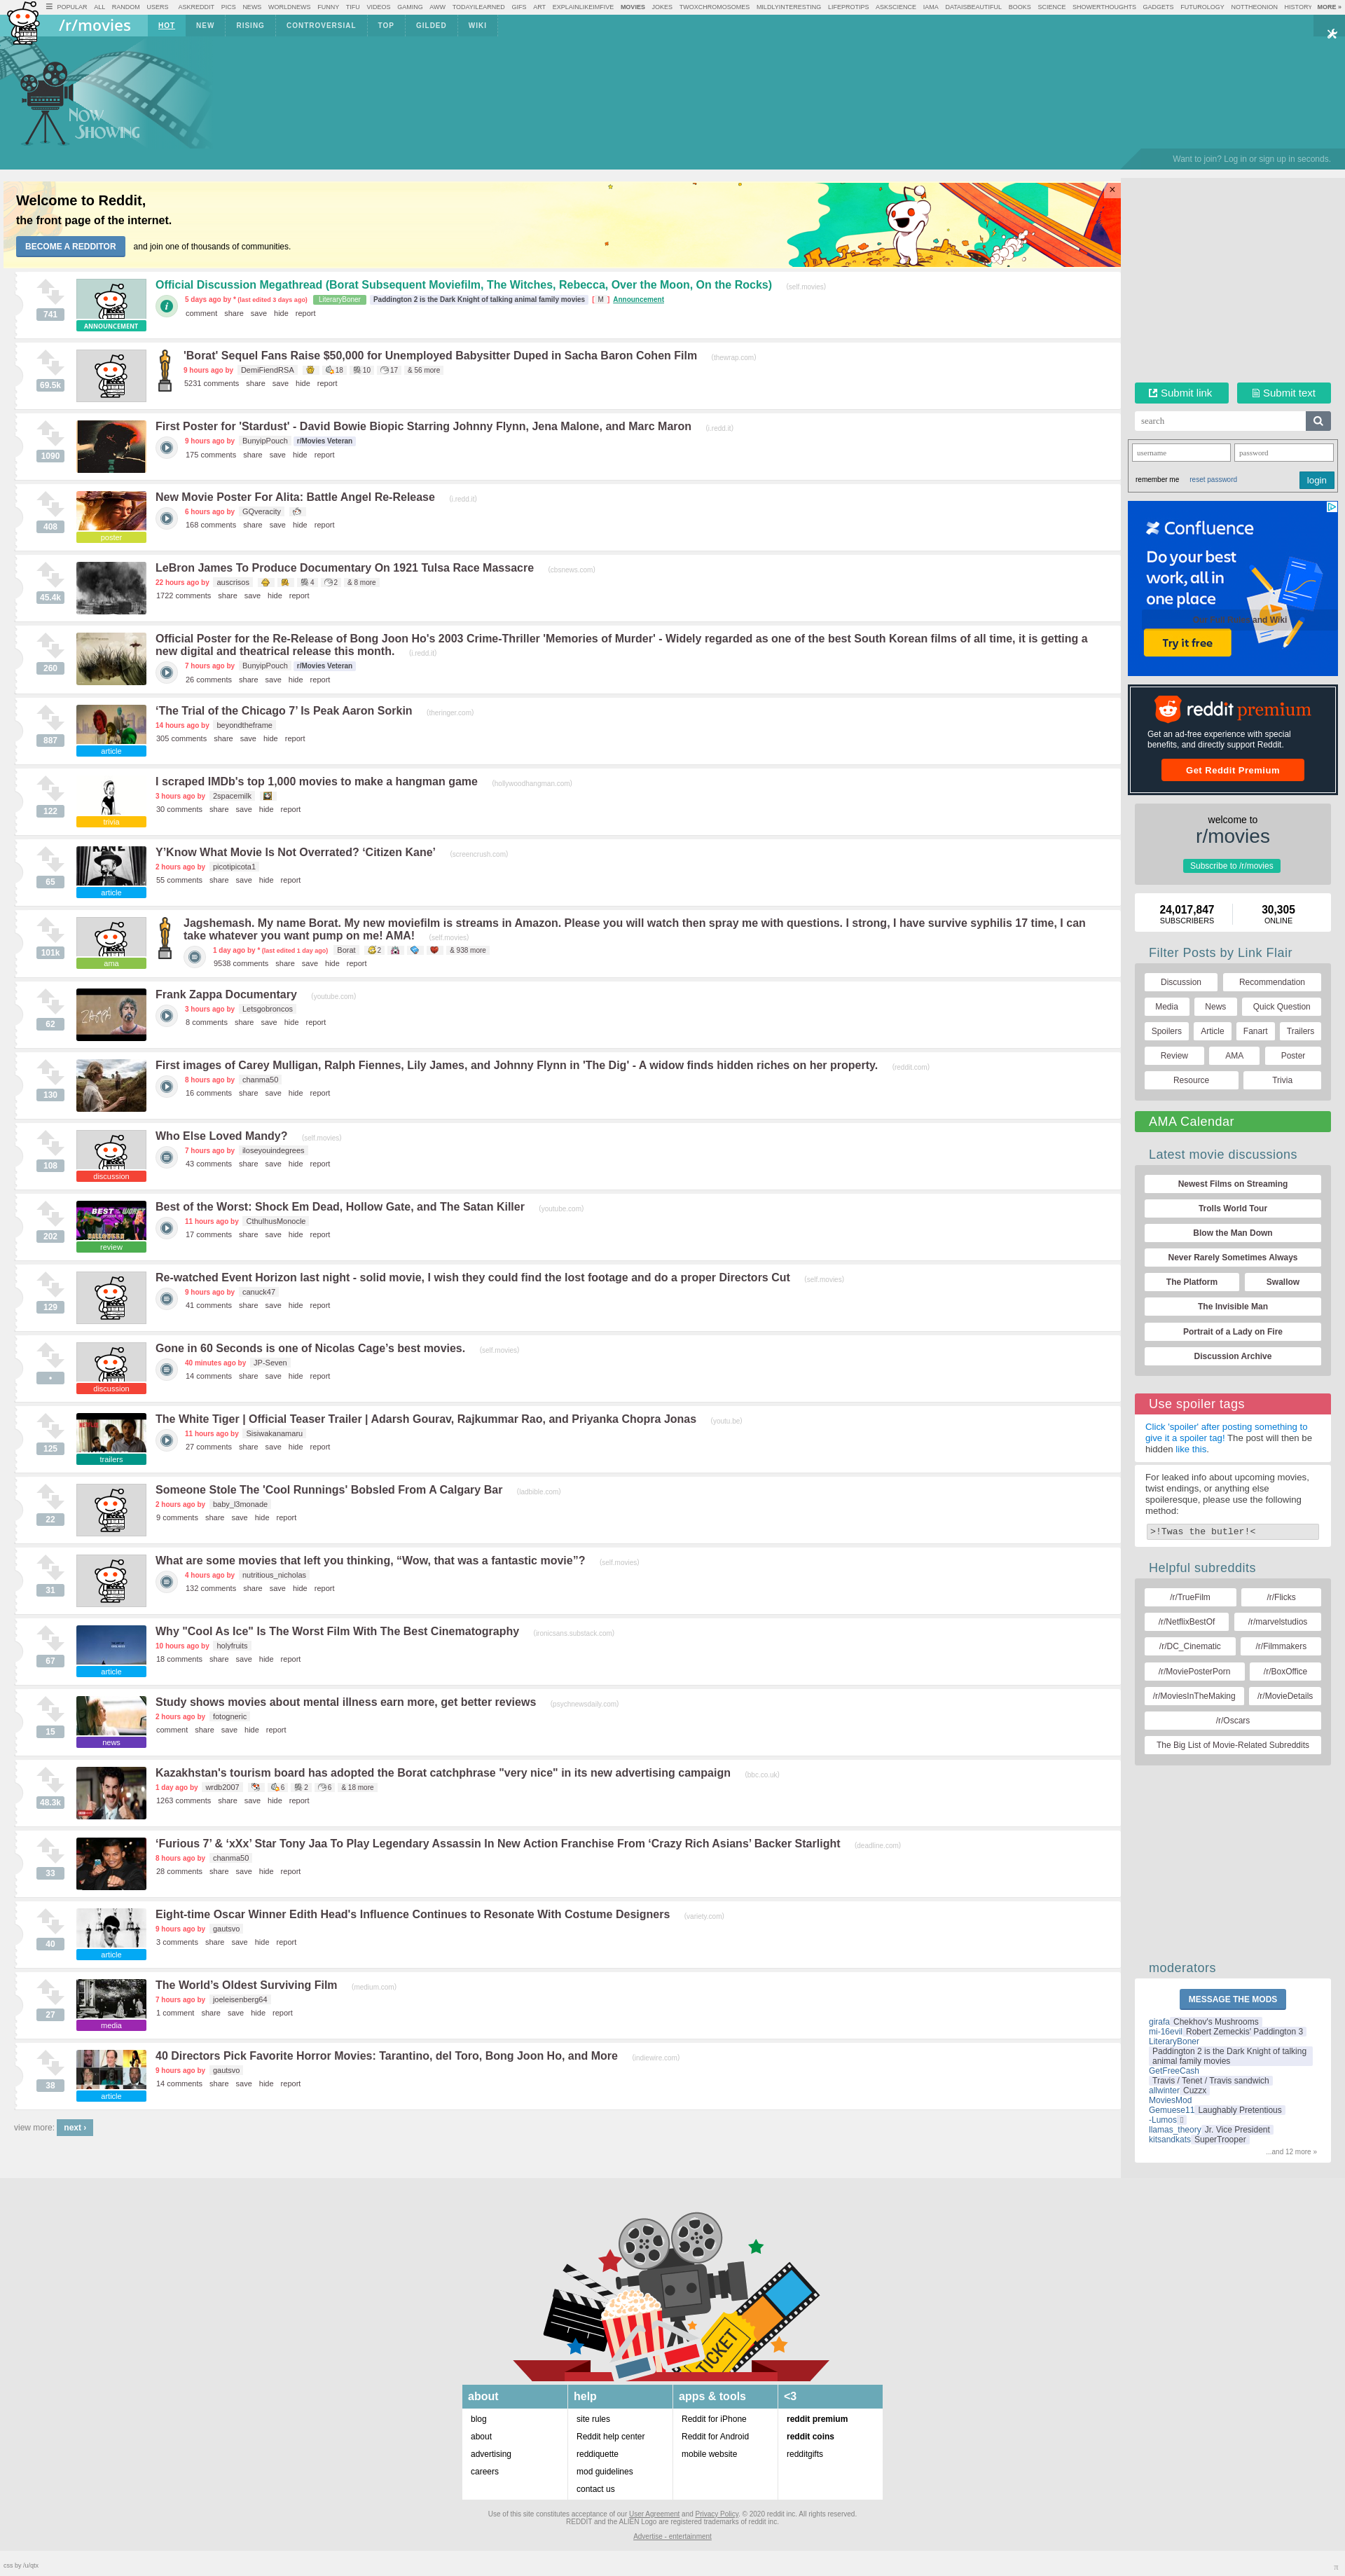 POPULAR ALL RANDOM USERS ASKREDDIT PICS NEWS WORLDNEWS FUNNY TIFU VIDEOS GAMING AWW TODAYILEARNED GIFS ART EXPLAINLIKEIMFIVE MOVIES JOKES TWOXCHROMOSOMES MILDLYINTERESTING LIFEPROTIPS ASKSCIENCE IAMA DATAISBEAUTIFUL BOOKS SCIENCE SHOWERTHOUGHTS GADGETS FUTUROLOGY NOTTHEONION HISTORY MORE »
/r/movies HOT NEW RISING CONTROVERSIAL TOP GILDED WIKI
NOW SHOWING
Want to join? Log in or sign up in seconds.
Welcome to Reddit,
the front page of the internet.
BECOME A REDDITOR and join one of thousands of communities.
Official Discussion Megathread (Borat Subsequent Moviefilm, The Witches, Rebecca, Over the Moon, On the Rocks) (self.movies)
741 5 days ago by * (last edited 3 days ago) LiteraryBoner Paddington 2 is the Dark Knight of talking animal family movies [ M ] Announcement
comment share save hide report
ANNOUNCEMENT
'Borat' Sequel Fans Raise $50,000 for Unemployed Babysitter Duped in Sacha Baron Cohen Film (thewrap.com)
69.5k 9 hours ago by DemiFiendRSA 18 10 17 & 56 more
5231 comments share save hide report
First Poster for 'Stardust' - David Bowie Biopic Starring Johnny Flynn, Jena Malone, and Marc Maron (i.redd.it)
1090 9 hours ago by BunyipPouch r/Movies Veteran
175 comments share save hide report
New Movie Poster For Alita: Battle Angel Re-Release (i.redd.it)
408 6 hours ago by GQveracity
168 comments share save hide report
poster
LeBron James To Produce Documentary On 1921 Tulsa Race Massacre (cbsnews.com)
45.4k 22 hours ago by auscrisos 4 2 & 8 more
1722 comments share save hide report
Official Poster for the Re-Release of Bong Joon Ho's 2003 Crime-Thriller 'Memories of Murder' - Widely regarded as one of the best South Korean films of all time, it is getting a
new digital and theatrical release this month. (i.redd.it)
260 7 hours ago by BunyipPouch r/Movies Veteran
26 comments share save hide report
‘The Trial of the Chicago 7’ Is Peak Aaron Sorkin (theringer.com)
887 14 hours ago by beyondtheframe
305 comments share save hide report
article
I scraped IMDb's top 1,000 movies to make a hangman game (hollywoodhangman.com)
122 3 hours ago by 2spacemilk
30 comments share save hide report
trivia
Y’Know What Movie Is Not Overrated? ‘Citizen Kane’ (screencrush.com)
65 2 hours ago by picotipicota1
55 comments share save hide report
article
Jagshemash. My name Borat. My new moviefilm is streams in Amazon. Please you will watch then spray me with questions. I strong, I have survive syphilis 17 time, I can
take whatever you want pump on me! AMA! (self.movies)
101k 1 day ago by * (last edited 1 day ago) Borat 2 & 938 more
9538 comments share save hide report
ama
Frank Zappa Documentary (youtube.com)
62 3 hours ago by Letsgobroncos
8 comments share save hide report
First images of Carey Mulligan, Ralph Fiennes, Lily James, and Johnny Flynn in 'The Dig' - A widow finds hidden riches on her property. (reddit.com)
130 8 hours ago by chanma50
16 comments share save hide report
Who Else Loved Mandy? (self.movies)
108 7 hours ago by iloseyouindegrees
43 comments share save hide report
discussion
Best of the Worst: Shock Em Dead, Hollow Gate, and The Satan Killer (youtube.com)
202 11 hours ago by CthulhusMonocle
17 comments share save hide report
review
Re-watched Event Horizon last night - solid movie, I wish they could find the lost footage and do a proper Directors Cut (self.movies)
129 9 hours ago by canuck47
41 comments share save hide report
Gone in 60 Seconds is one of Nicolas Cage’s best movies. (self.movies)
• 40 minutes ago by JP-Seven
14 comments share save hide report
discussion
The White Tiger | Official Teaser Trailer | Adarsh Gourav, Rajkummar Rao, and Priyanka Chopra Jonas (youtu.be)
125 11 hours ago by Sisiwakanamaru
27 comments share save hide report
trailers
Someone Stole The 'Cool Runnings' Bobsled From A Calgary Bar (ladbible.com)
22 2 hours ago by baby_l3monade
9 comments share save hide report
What are some movies that left you thinking, “Wow, that was a fantastic movie”? (self.movies)
31 4 hours ago by nutritious_nicholas
132 comments share save hide report
Why "Cool As Ice" Is The Worst Film With The Best Cinematography (ironicsans.substack.com)
67 10 hours ago by holyfruits
18 comments share save hide report
article
Study shows movies about mental illness earn more, get better reviews (psychnewsdaily.com)
15 2 hours ago by fotogneric
comment share save hide report
news
Kazakhstan's tourism board has adopted the Borat catchphrase "very nice" in its new advertising campaign (bbc.co.uk)
48.3k 1 day ago by wrdb2007 6 2 6 & 18 more
1263 comments share save hide report
‘Furious 7’ & ‘xXx’ Star Tony Jaa To Play Legendary Assassin In New Action Franchise From ‘Crazy Rich Asians’ Backer Starlight (deadline.com)
33 8 hours ago by chanma50
28 comments share save hide report
Eight-time Oscar Winner Edith Head's Influence Continues to Resonate With Costume Designers (variety.com)
40 9 hours ago by gautsvo
3 comments share save hide report
article
The World’s Oldest Surviving Film (medium.com)
27 7 hours ago by joeleisenberg64
1 comment share save hide report
media
40 Directors Pick Favorite Horror Movies: Tarantino, del Toro, Bong Joon Ho, and More (indiewire.com)
38 9 hours ago by gautsvo
14 comments share save hide report
article
view more: next ›
Submit link Submit text
search
username password
remember me reset password login
Confluence
Do your best
work, all in
one place
and Wiki
Try it free
reddit premium
Get an ad-free experience with special
benefits, and directly support Reddit.
Get Reddit Premium
welcome to
r/movies
Subscribe to /r/movies
24,017,847 30,305
SUBSCRIBERS ONLINE
Filter Posts by Link Flair
Discussion Recommendation
Media News Quick Question
Spoilers Article Fanart Trailers
Review AMA Poster
Resource Trivia
AMA Calendar
Latest movie discussions
Newest Films on Streaming
Trolls World Tour
Blow the Man Down
Never Rarely Sometimes Always
The Platform Swallow
The Invisible Man
Portrait of a Lady on Fire
Discussion Archive
Use spoiler tags
Click 'spoiler' after posting something to
give it a spoiler tag! The post will then be
hidden like this.
For leaked info about upcoming movies,
twist endings, or anything else
spoileresque, please use the following
method:
>!Twas the butler!<
Helpful subreddits
/r/TrueFilm /r/Flicks
/r/NetflixBestOf /r/marvelstudios
/r/DC_Cinematic /r/Filmmakers
/r/MoviePosterPorn /r/BoxOffice
/r/MoviesInTheMaking /r/MovieDetails
/r/Oscars
The Big List of Movie-Related Subreddits
moderators
MESSAGE THE MODS
girafa Chekhov's Mushrooms
mi-16evil Robert Zemeckis' Paddington 3
LiteraryBoner
Paddington 2 is the Dark Knight of talking
animal family movies
GetFreeCash
Travis / Tenet / Travis sandwich
allwinter Cuzzx
MoviesMod
Gemuese11 Laughably Pretentious
-Lumos
llamas_theory Jr. Vice President
kitsandkats SuperTrooper
...and 12 more »
TICKET
about help apps & tools <3
blog site rules Reddit for iPhone reddit premium
about Reddit help center Reddit for Android reddit coins
advertising reddiquette mobile website redditgifts
careers mod guidelines
contact us
Use of this site constitutes acceptance of our User Agreement and Privacy Policy. © 2020 reddit inc. All rights reserved.
REDDIT and the ALIEN Logo are registered trademarks of reddit inc.
Advertise - entertainment
css by /u/qtx